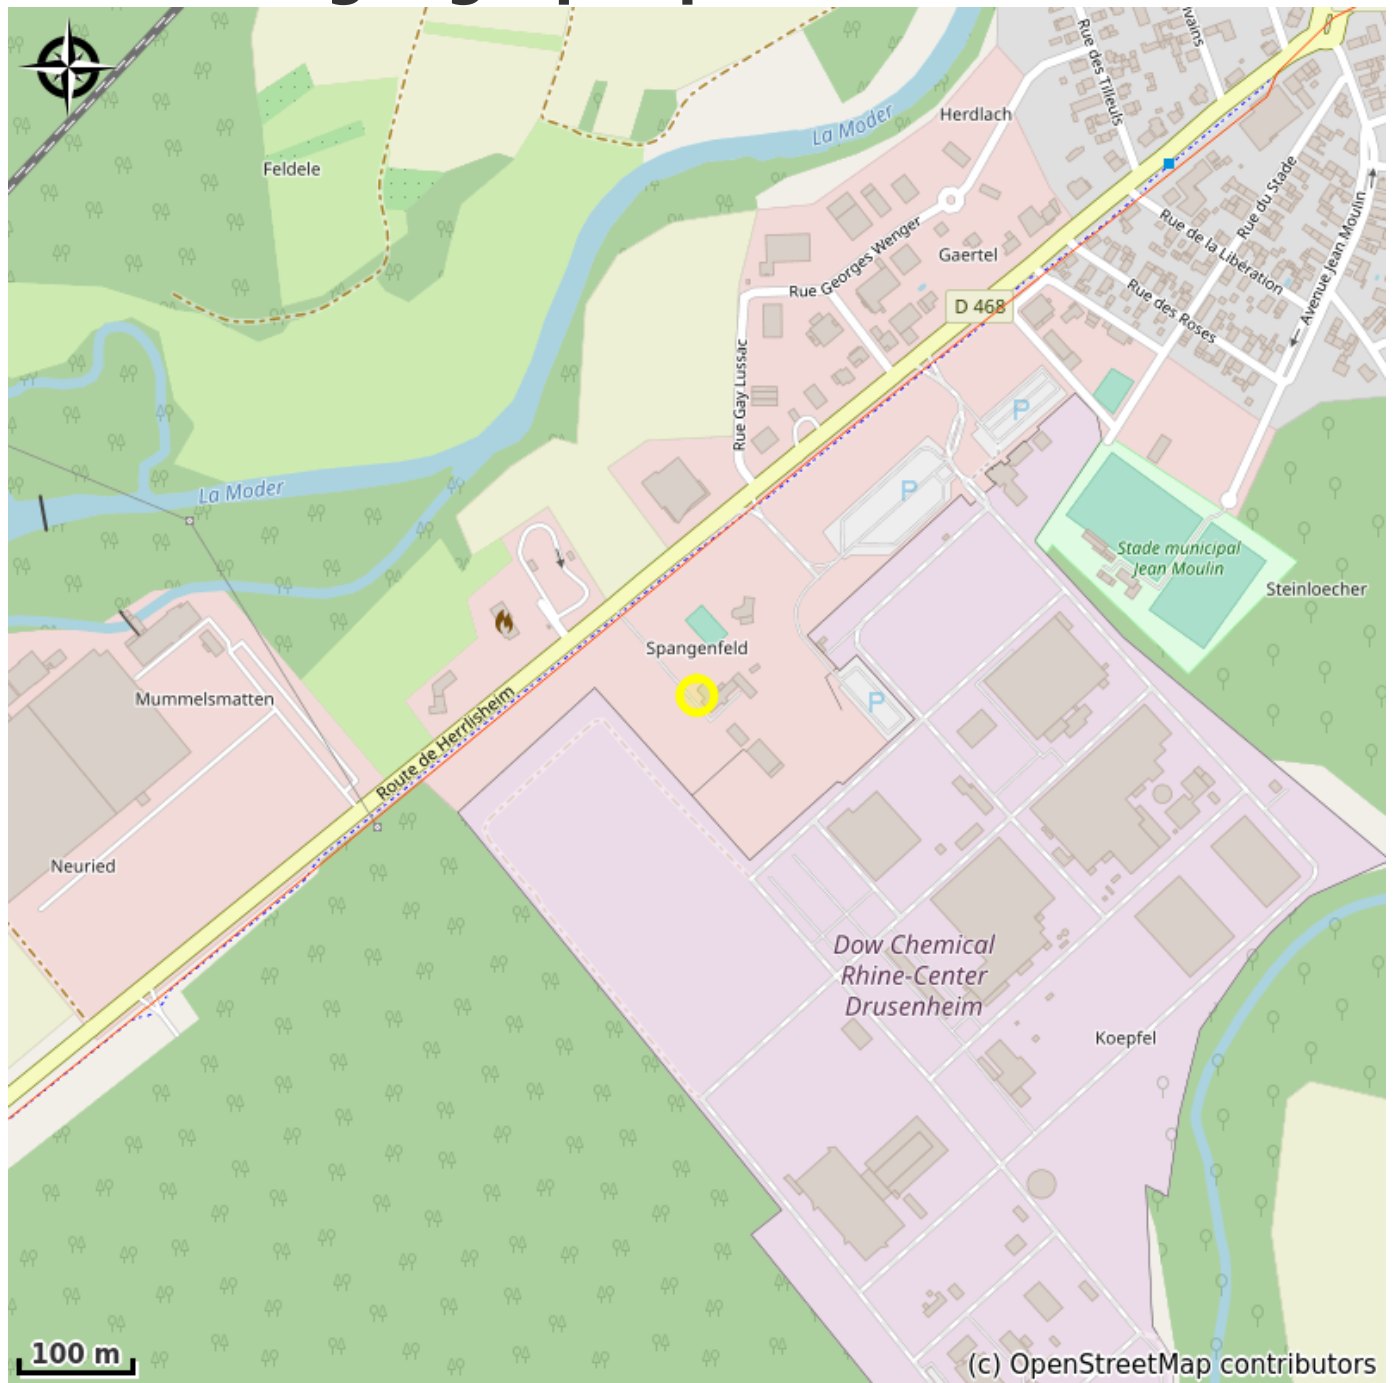 Rue des Tilleuls
Herdlach
La Moder
Feldele
Rue du Stade
Avenue Jean Moulin
Rue de la Libération
Rue Georges Wenger
Gaertel
D 468
Rue des Roses
Rue Gay Lussac
P
P
La Moder
Stade municipal
Jean Moulin
Steinloecher
Spangenfeld
Mummelsmatten
P
Route de Herrlisheim
Neuried
Dow Chemical
Rhine-Center
Drusenheim
Koepfel
100 m
(c) OpenStreetMap contributors